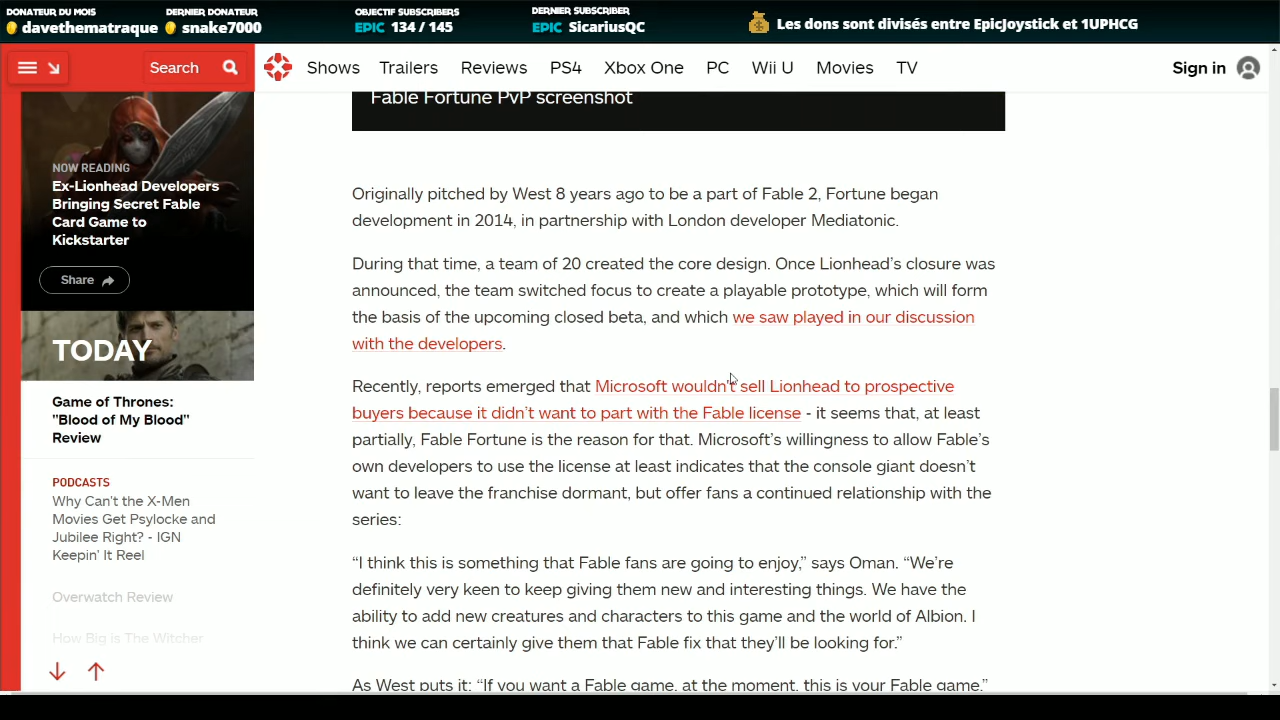 DONATEUR DU MOIS
davethematraque
DERNIER DONATEUR
snake7000
OBJECTIF SUBSCRIBERS
EPIC 134 / 145
DERNIER SUBSCRIBER
EPIC SicariusQC
Les dons sont divisés entre EpicJoystick et 1UPHCG
Search
Shows Trailers Reviews PS4 Xbox One PC Wii U Movies TV
Sign in
NOW READING
Ex-Lionhead Developers
Bringing Secret Fable
Card Game to
Kickstarter
Share
TODAY
Game of Thrones:
"Blood of My Blood"
Review
PODCASTS
Why Can't the X-Men
Movies Get Psylocke and
Jubilee Right? - IGN
Keepin' It Reel
Overwatch Review
How Big is The Witcher
Fable Fortune PvP screenshot
Originally pitched by West 8 years ago to be a part of Fable 2, Fortune began
development in 2014, in partnership with London developer Mediatonic.
During that time, a team of 20 created the core design. Once Lionhead’s closure was
announced, the team switched focus to create a playable prototype, which will form
the basis of the upcoming closed beta, and which we saw played in our discussion
with the developers.
Recently, reports emerged that Microsoft wouldn’t sell Lionhead to prospective
buyers because it didn’t want to part with the Fable license - it seems that, at least
partially, Fable Fortune is the reason for that. Microsoft’s willingness to allow Fable’s
own developers to use the license at least indicates that the console giant doesn’t
want to leave the franchise dormant, but offer fans a continued relationship with the
series:
“I think this is something that Fable fans are going to enjoy,” says Oman. “We’re
definitely very keen to keep giving them new and interesting things. We have the
ability to add new creatures and characters to this game and the world of Albion. I
think we can certainly give them that Fable fix that they’ll be looking for.”
As West puts it: “If you want a Fable game, at the moment, this is your Fable game.”